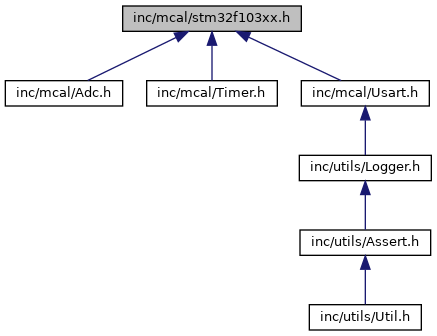 inc/mcal/stm32f103xx.h
inc/mcal/Adc.h
inc/mcal/Timer.h
inc/mcal/Usart.h
inc/utils/Logger.h
inc/utils/Assert.h
inc/utils/Util.h